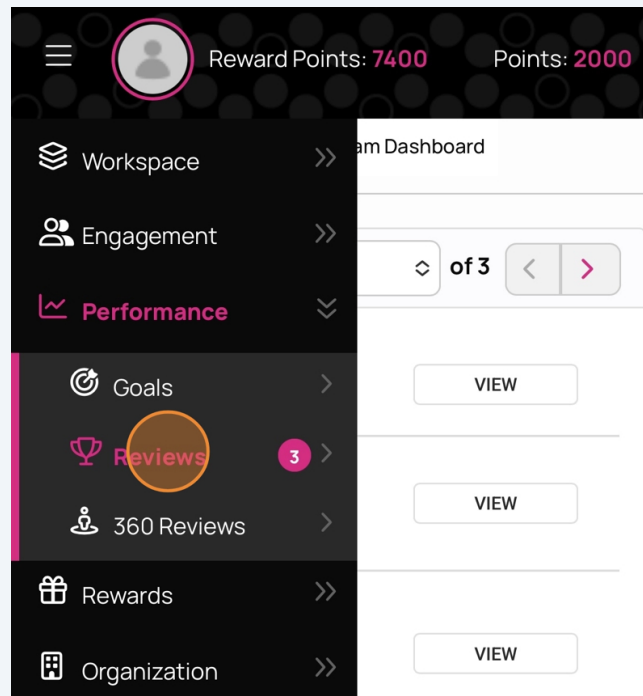 Reward Points: 7400 Points: 2000
Workspace
am Dashboard
Engagement
of 3
Performance
Goals
VIEW
Reviews 3
VIEW
360 Reviews
Rewards
Organization
VIEW